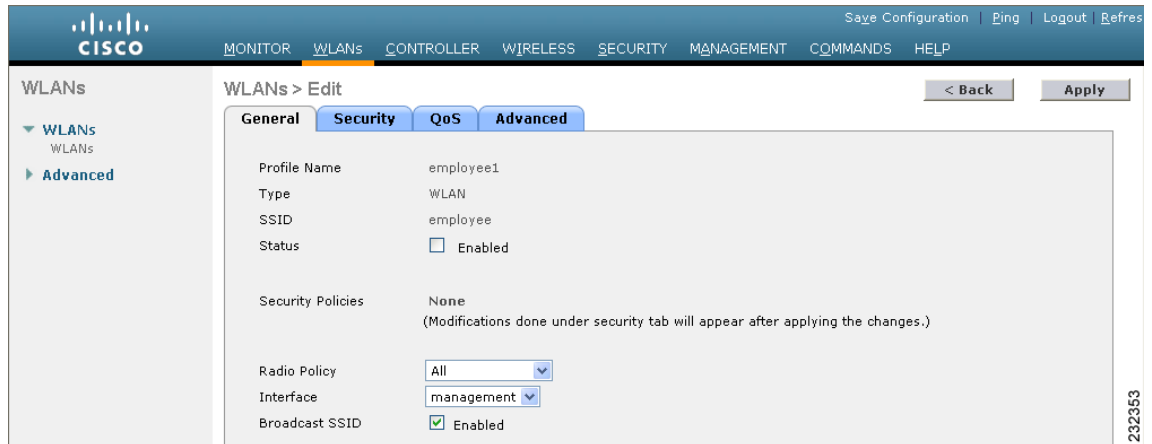 Save Configuration | Ping | Logout | Refres
CISCO
MONITOR WLANs CONTROLLER WIRELESS SECURITY MANAGEMENT COMMANDS HELP
WLANs
WLANs
WLANs
Advanced
WLANs > Edit
< Back Apply
General Security QoS Advanced
Profile Name employee1
Type WLAN
SSID employee
Status Enabled
Security Policies None
(Modifications done under security tab will appear after applying the changes.)
Radio Policy All
Interface management
Broadcast SSID Enabled
232353